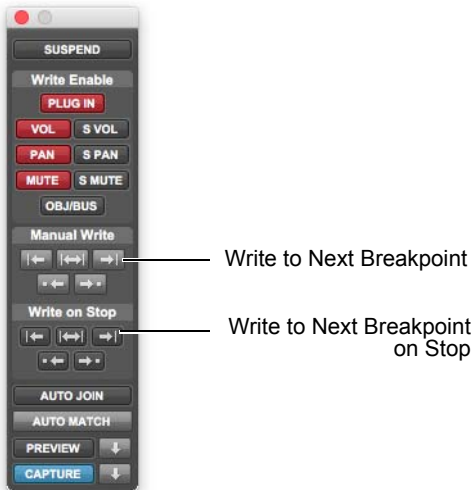 SUSPEND
Write Enable
PLUG IN
VOL S VOL
PAN S PAN
MUTE S MUTE
OBJ/BUS
Manual Write
Write to Next Breakpoint
Write on Stop
Write to Next Breakpoint
on Stop
AUTO JOIN
AUTO MATCH
PREVIEW
CAPTURE